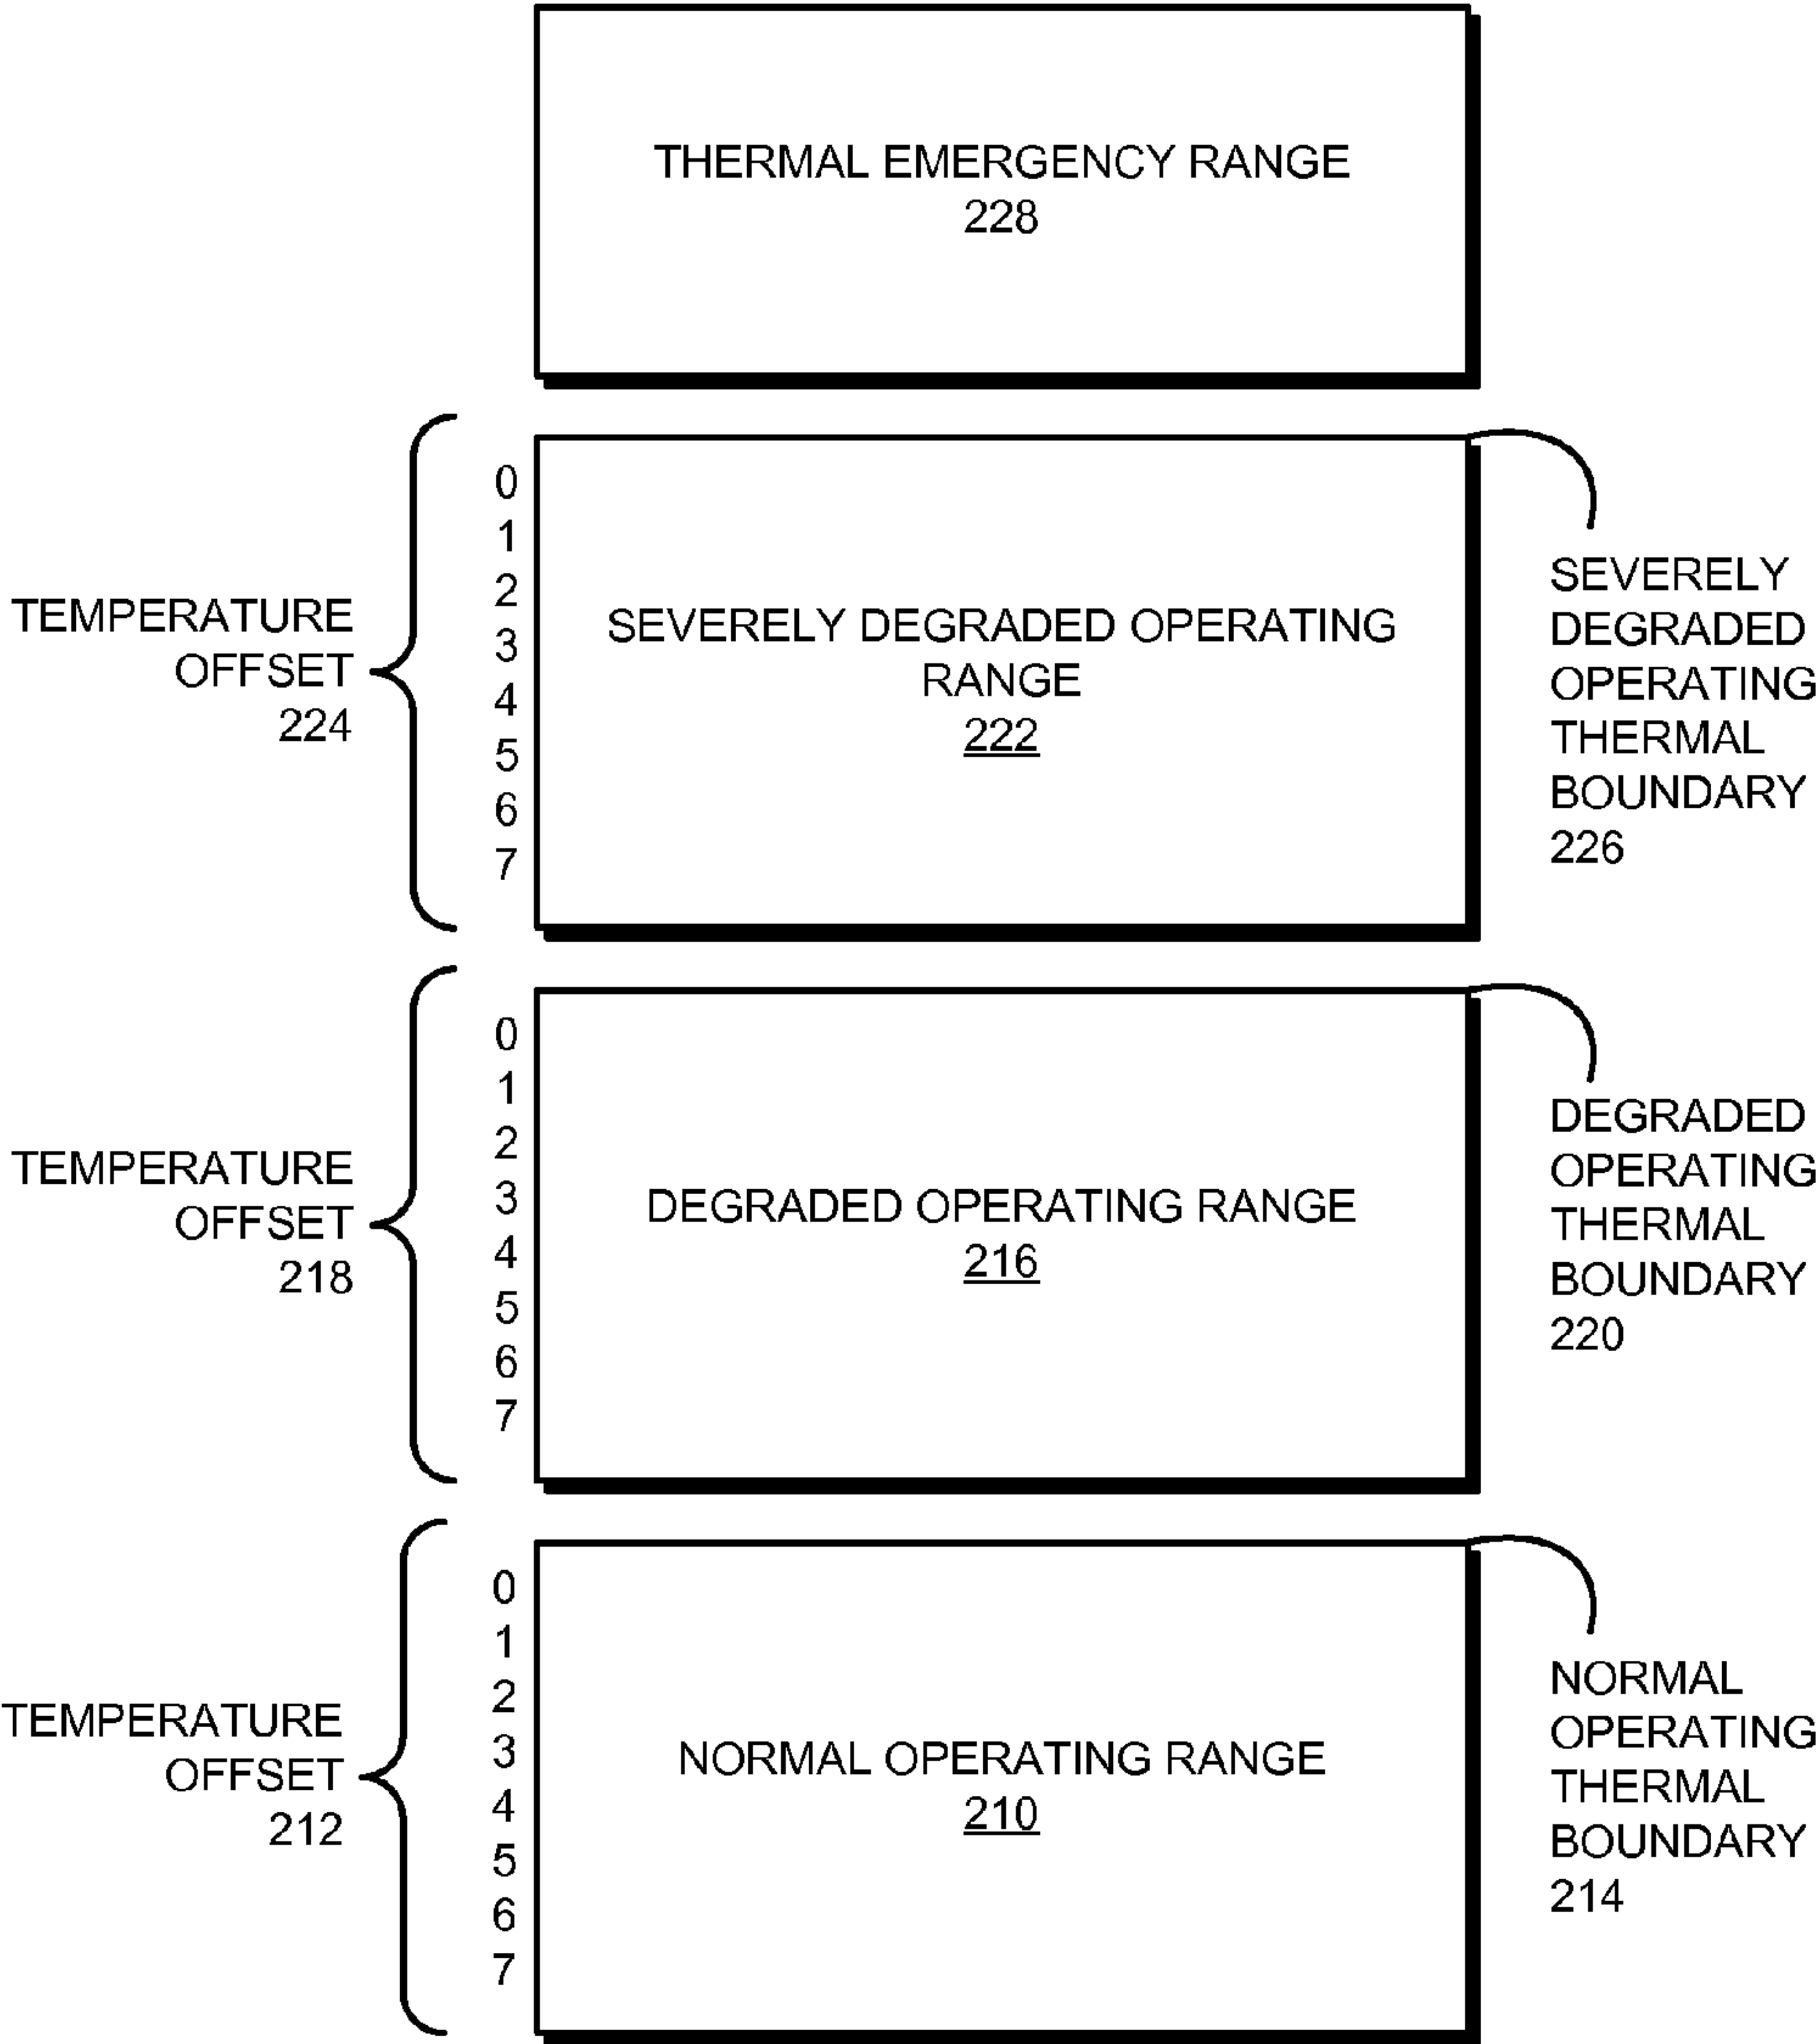 THERMAL EMERGENCY RANGE
228
TEMPERATURE
OFFSET
224
0
1
2
3
4
5
6
7
SEVERELY DEGRADED OPERATING
RANGE
222
SEVERELY
DEGRADED
OPERATING
THERMAL
BOUNDARY
226
TEMPERATURE
OFFSET
218
0
1
2
3
4
5
6
7
DEGRADED OPERATING RANGE
216
DEGRADED
OPERATING
THERMAL
BOUNDARY
220
TEMPERATURE
OFFSET
212
0
1
2
3
4
5
6
7
NORMAL OPERATING RANGE
210
NORMAL
OPERATING
THERMAL
BOUNDARY
214